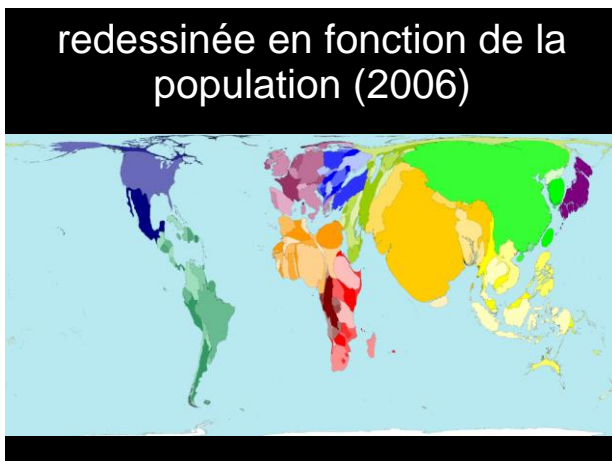 redessinée en fonction de la
population (2006)